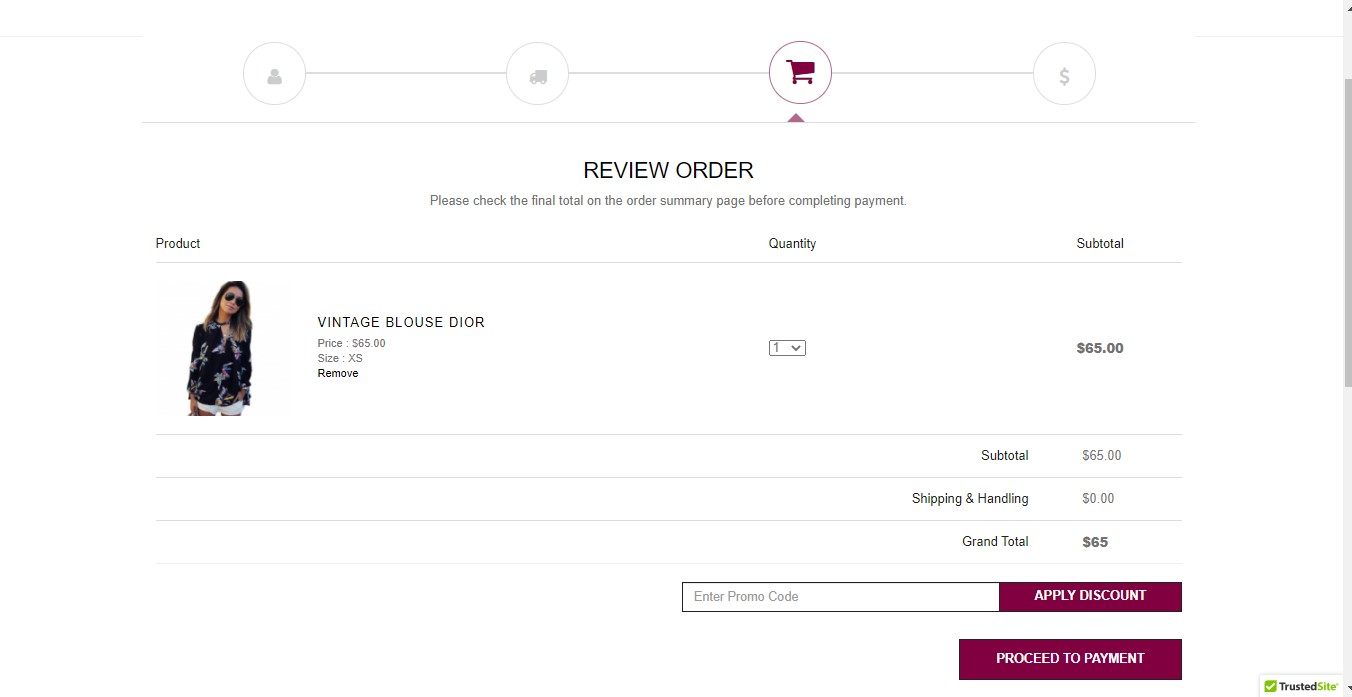 $
REVIEW ORDER
Please check the final total on the order summary page before completing payment.
Product Quantity Subtotal
VINTAGE BLOUSE DIOR
Price : $65.00
Size : XS
Remove
1
$65.00
Subtotal $65.00
Shipping & Handling $0.00
Grand Total $65
Enter Promo Code APPLY DISCOUNT
PROCEED TO PAYMENT
TrustedSite